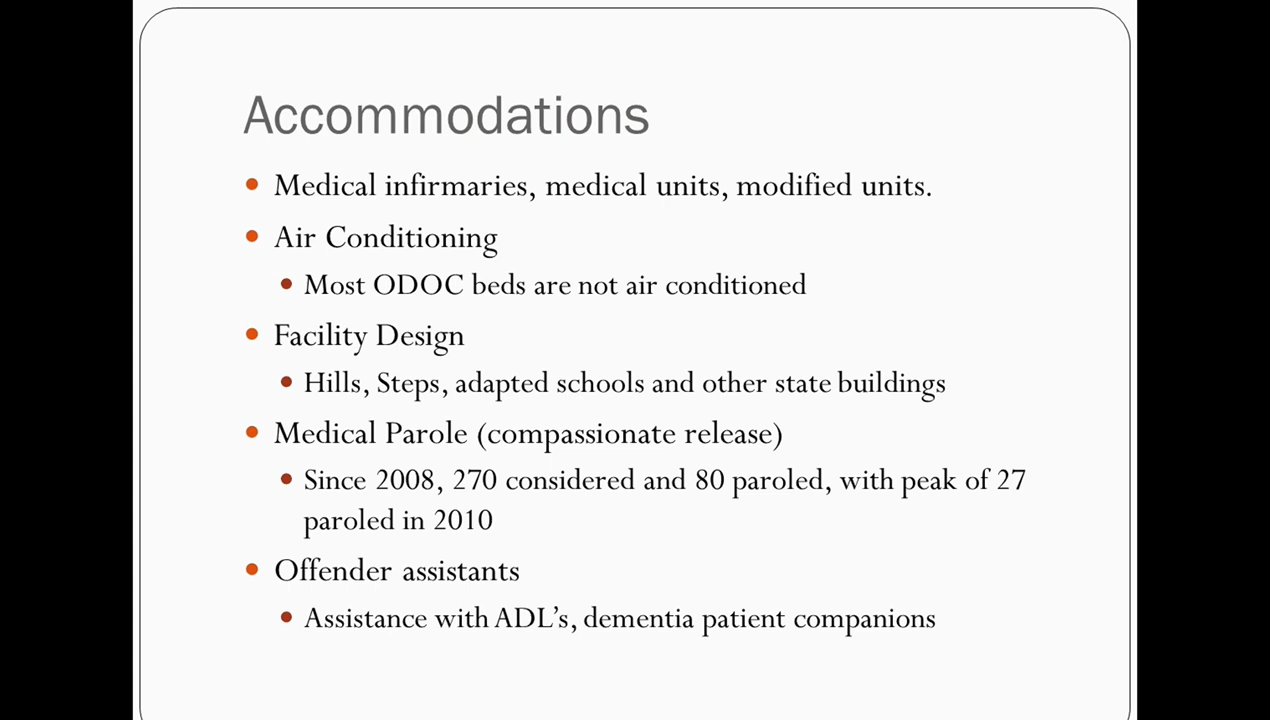 Accommodations
Medical infirmaries, medical units, modified units.
Air Conditioning
Most ODOC beds are not air conditioned
Facility Design
Hills, Steps, adapted schools and other state buildings
Medical Parole (compassionate release)
Since 2008, 270 considered and 80 paroled, with peak of 27
paroled in 2010
Offender assistants
Assistance with ADL’s, dementia patient companions